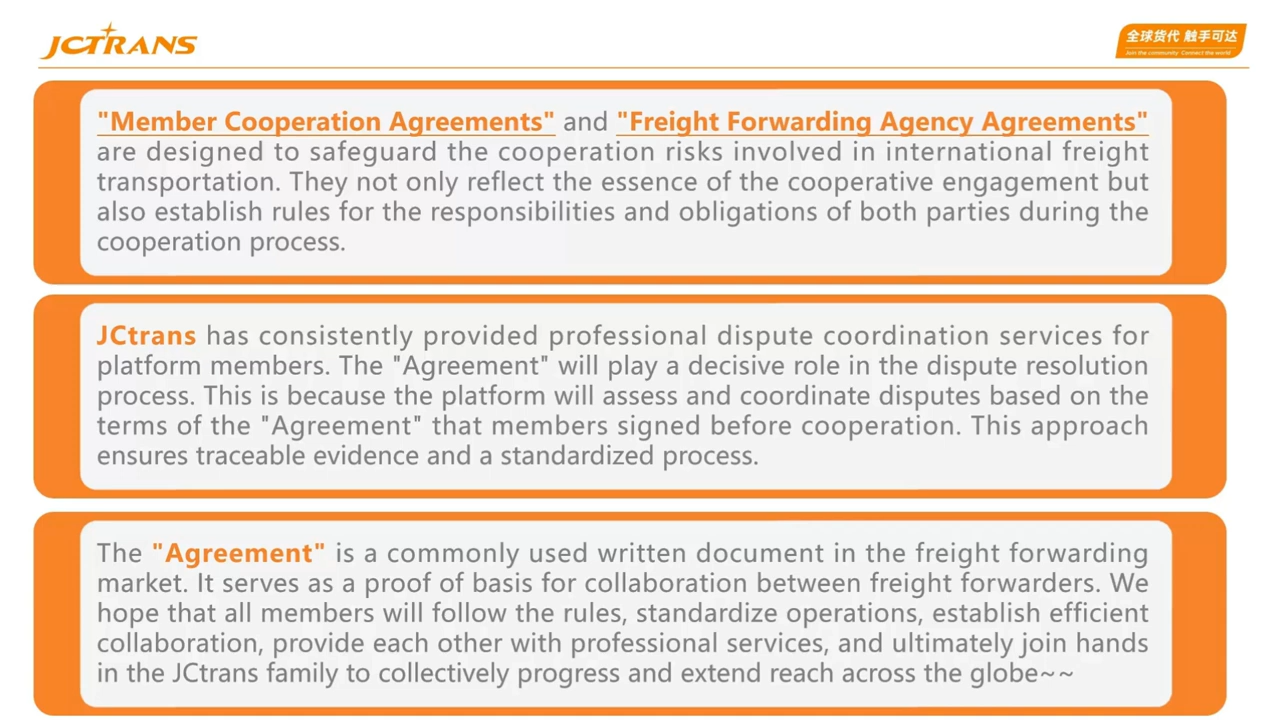 JCTRANS
全球货代 触手可达
Join the community Connect the world
"Member Cooperation Agreements" and "Freight Forwarding Agency Agreements"
are designed to safeguard the cooperation risks involved in international freight
transportation. They not only reflect the essence of the cooperative engagement but
also establish rules for the responsibilities and obligations of both parties during the
cooperation process.
JCtrans has consistently provided professional dispute coordination services for
platform members. The "Agreement" will play a decisive role in the dispute resolution
process. This is because the platform will assess and coordinate disputes based on the
terms of the "Agreement" that members signed before cooperation. This approach
ensures traceable evidence and a standardized process.
The "Agreement" is a commonly used written document in the freight forwarding
market. It serves as a proof of basis for collaboration between freight forwarders. We
hope that all members will follow the rules, standardize operations, establish efficient
collaboration, provide each other with professional services, and ultimately join hands
in the JCtrans family to collectively progress and extend reach across the globe~~